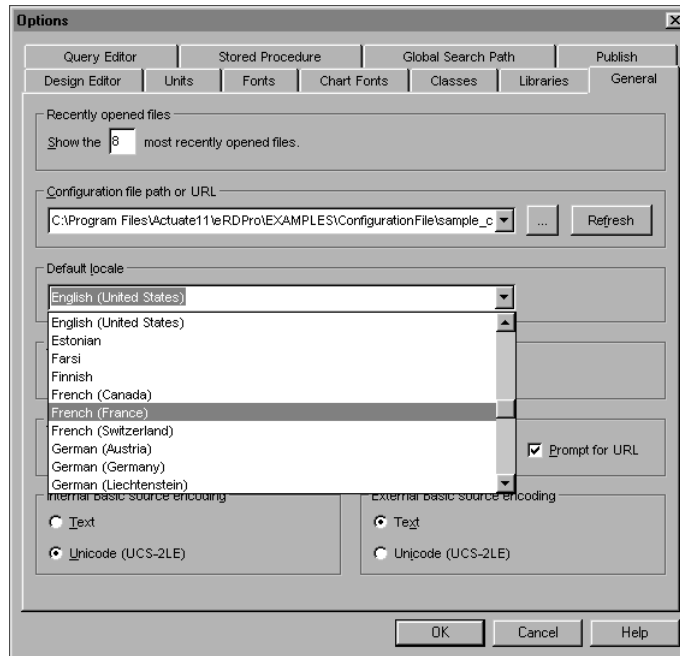 Options
Query Editor Stored Procedure Global Search Path Publish
Design Editor Units Fonts Chart Fonts Classes Libraries General
Recently opened files
Show the 8 most recently opened files.
Configuration file path or URL
C:\Program Files\Actuate11\eRDPro\EXAMPLES\ConfigurationFile\sample_c ... Refresh
Default locale
English (United States)
English (United States)
Estonian
Farsi
Finnish
French (Canada)
French (France)
French (Switzerland)
German (Austria)
German (Germany) Prompt for URL
German (Liechtenstein)
Internal Basic source encoding External Basic source encoding
Text Text
Unicode (UCS-2LE) Unicode (UCS-2LE)
OK Cancel Help